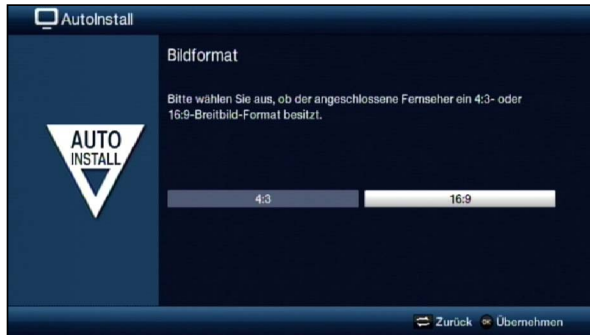 AutoInstall
Bildformat
Bitte wählen Sie aus, ob der angeschlossene Fernseher ein 4:3- oder
16:9-Breitbild-Format besitzt.
AUTO
INSTALL
4:3
16:9
Zurück OK Übernehmen